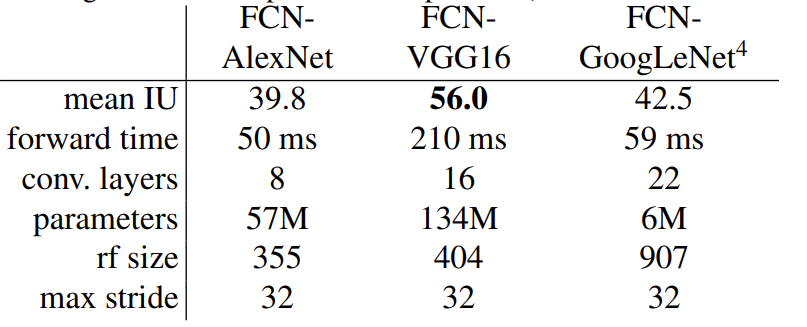 FCN- FCN- FCN-
AlexNet VGG16 GoogLeNet4
mean IU 39.8 56.0 42.5
forward time 50 ms 210 ms 59 ms
conv. layers 8 16 22
parameters 57M 134M 6M
rf size 355 404 907
max stride 32 32 32